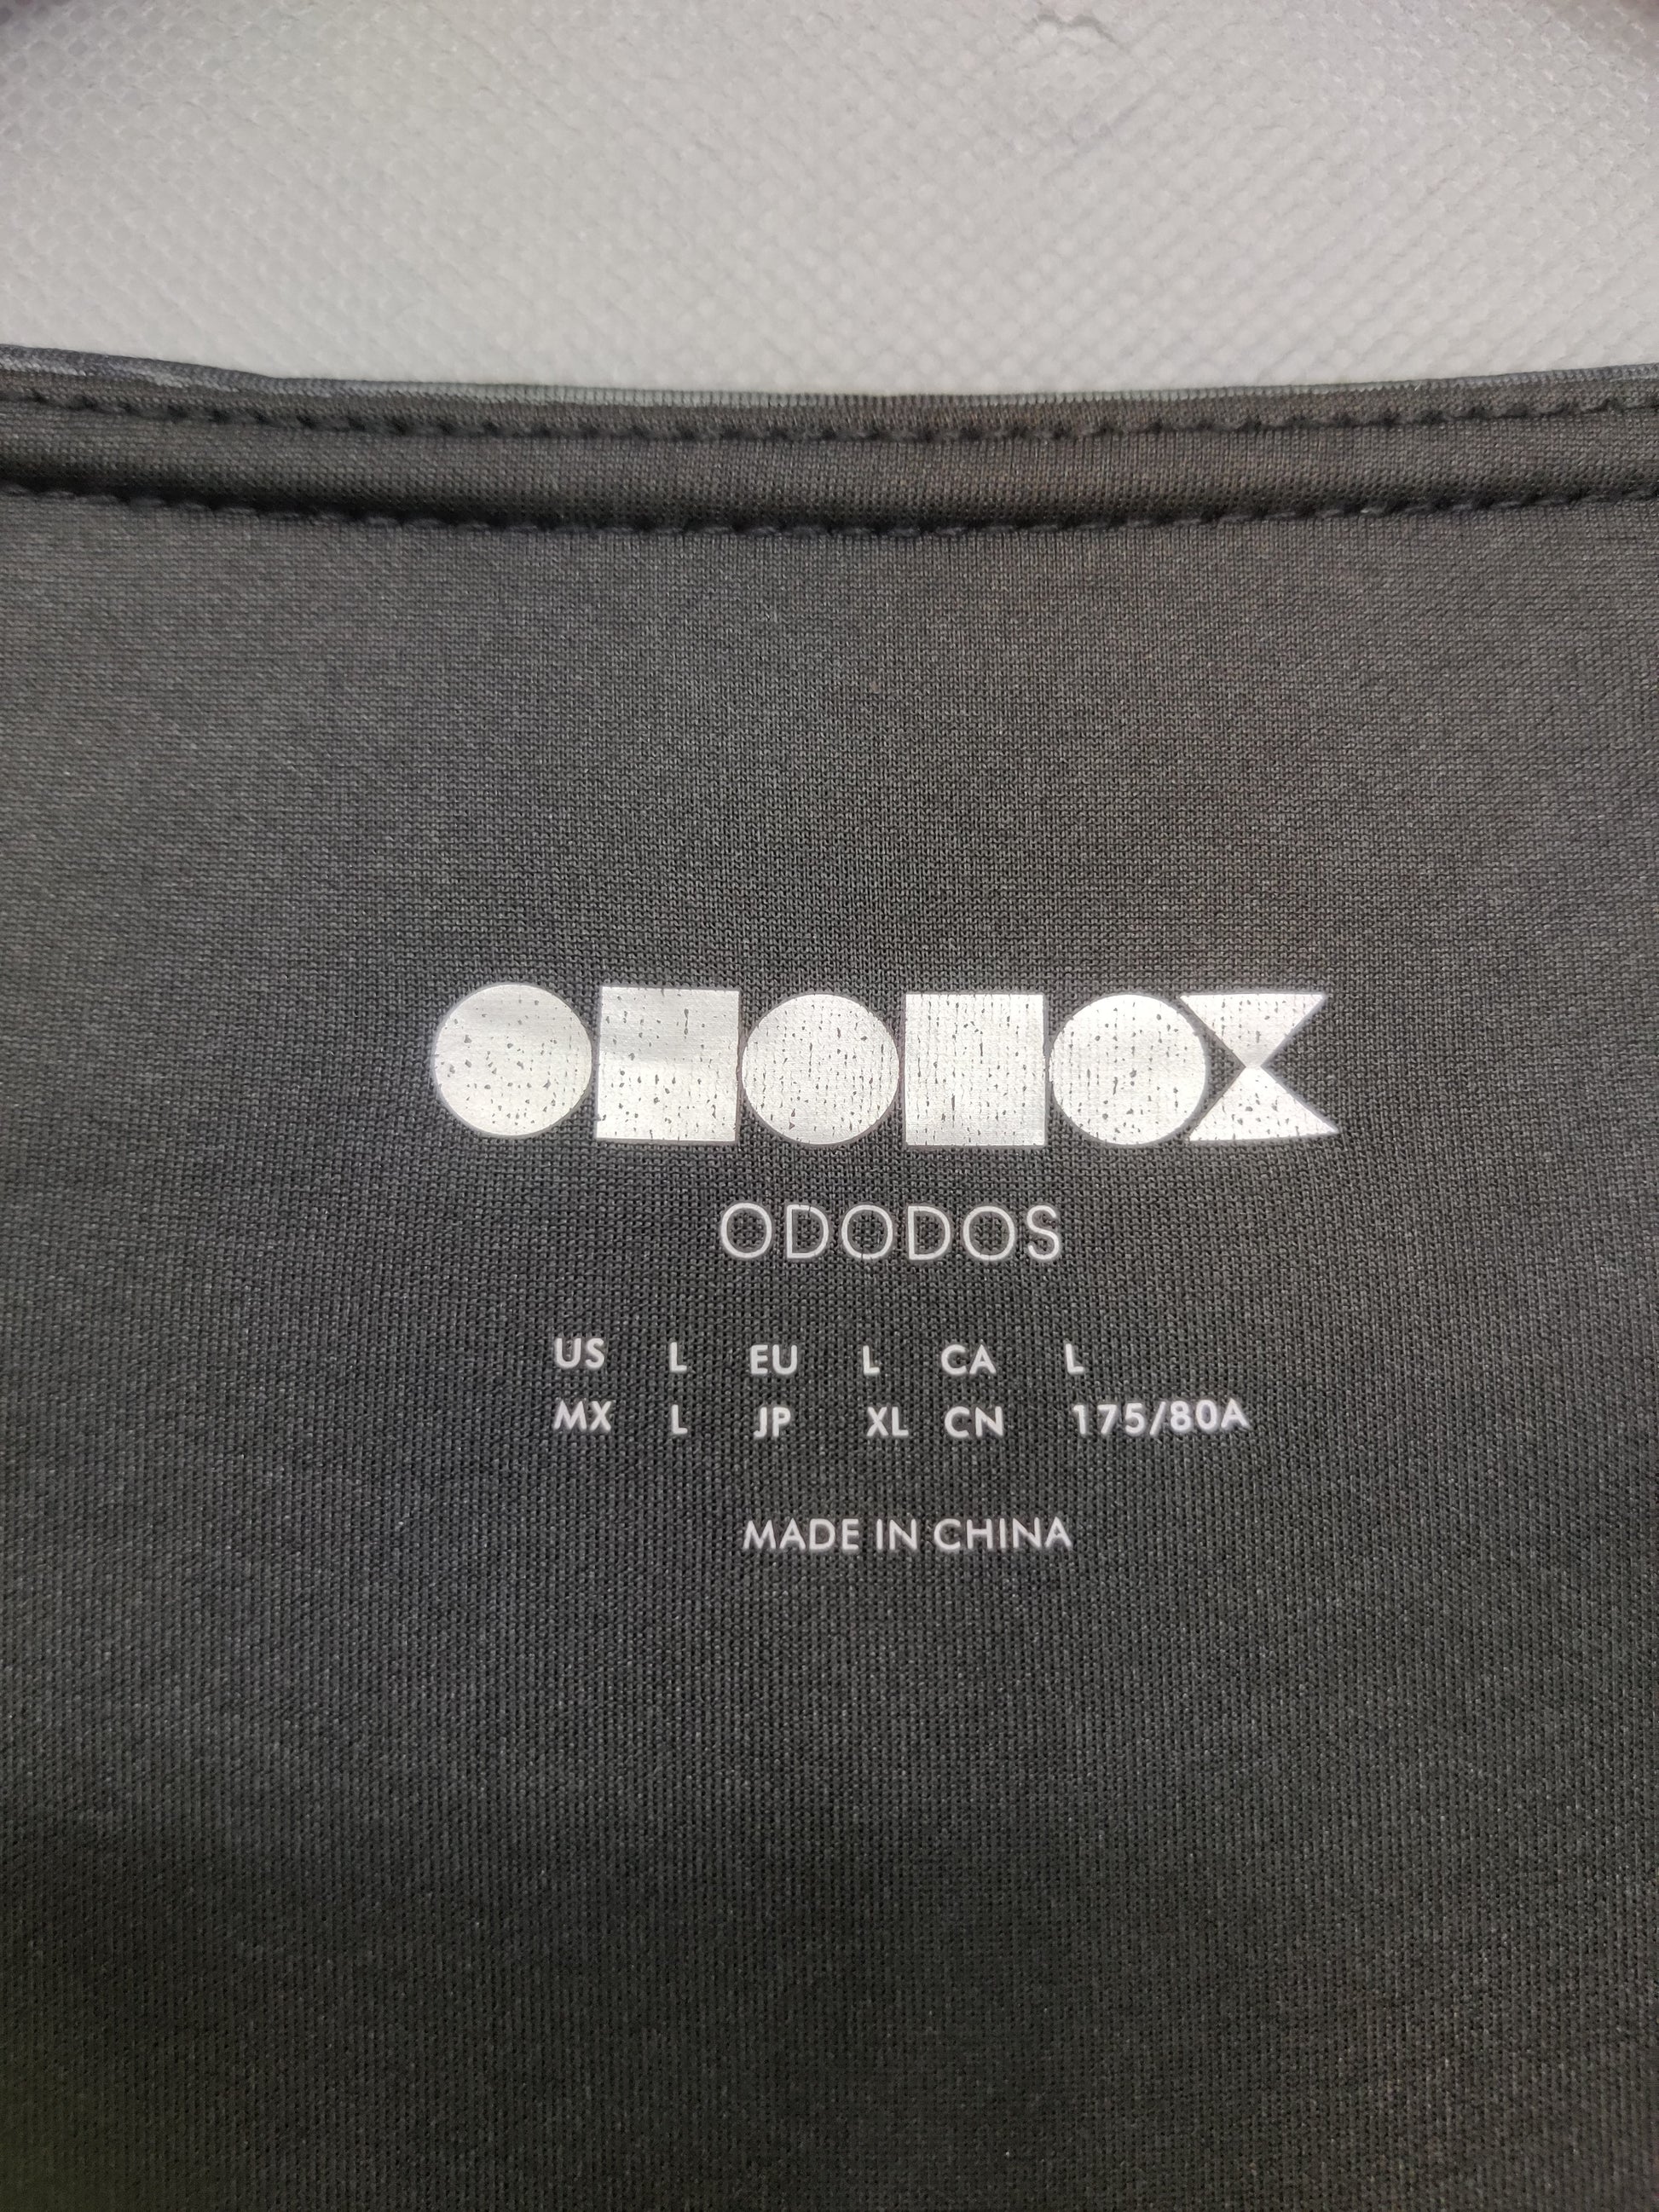 ODODOS
US L EU L CA L
MX L JP XL CN 175/80A
MADE IN CHINA